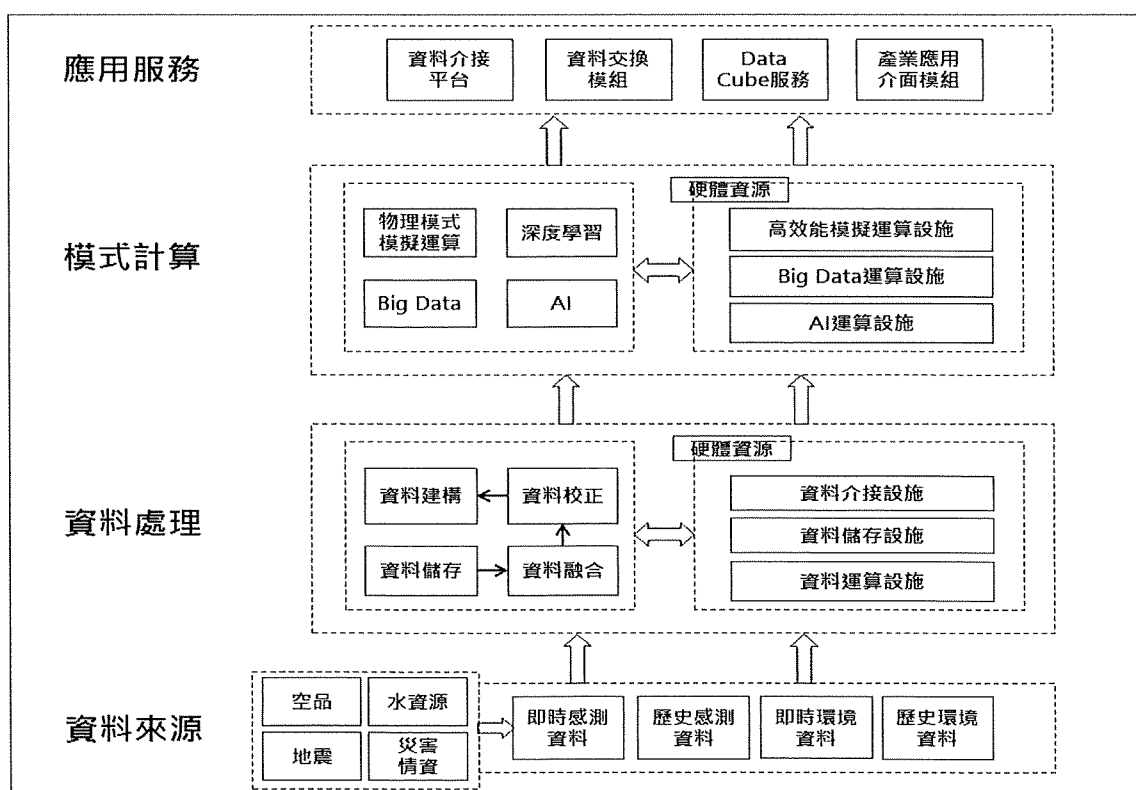 應用服務
資料介接
平台
資料交換
模組
Data
Cube服務
產業應用
介面模組
模式計算
物理模式
模擬運算
深度學習
Big Data
AI
硬體資源
高效能模擬運算設施
Big Data運算設施
AI運算設施
資料處理
資料建構
資料校正
資料儲存
資料融合
硬體資源
資料介接設施
資料儲存設施
資料運算設施
資料來源
空品
水資源
地震
災害
情資
即時感測
資料
歷史感測
資料
即時環境
資料
歷史環境
資料